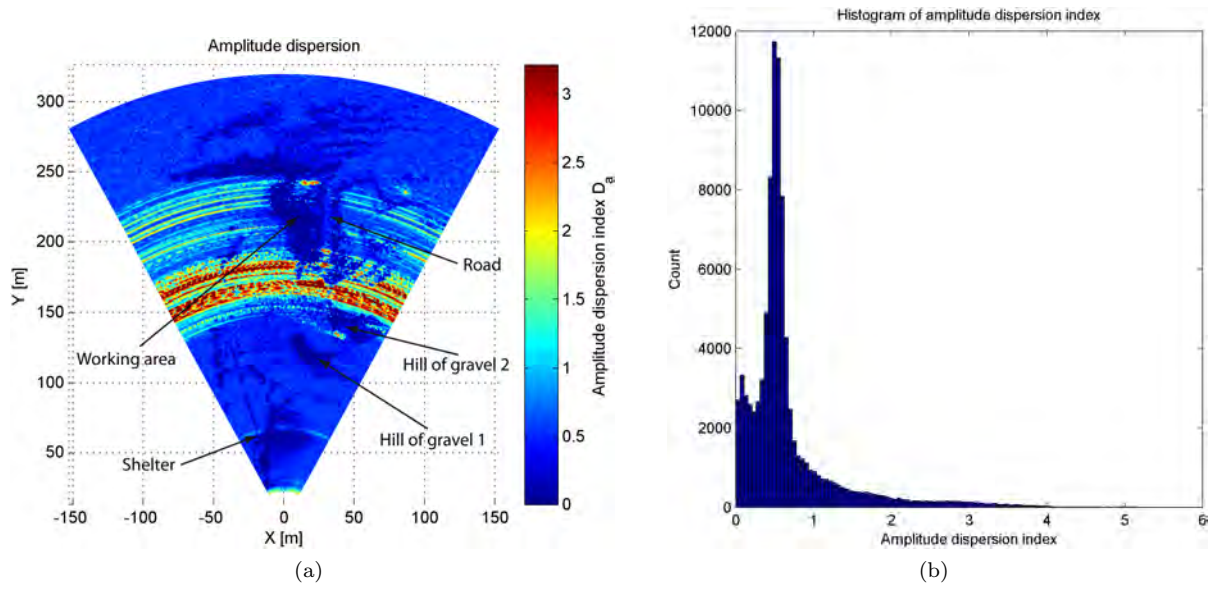 Amplitude dispersion
300
250
200
150
100
50
Y [m]
-150
-100
-50
0
50
100
150
X [m]
Working area
Road
Hill of gravel 2
Hill of gravel 1
Shelter
3
2.5
2
1.5
1
0.5
0
Amplitude dispersion index Da
(a)
Histogram of amplitude dispersion index
12000
10000
8000
6000
4000
2000
0
Count
0
1
2
3
4
5
6
Amplitude dispersion index
(b)